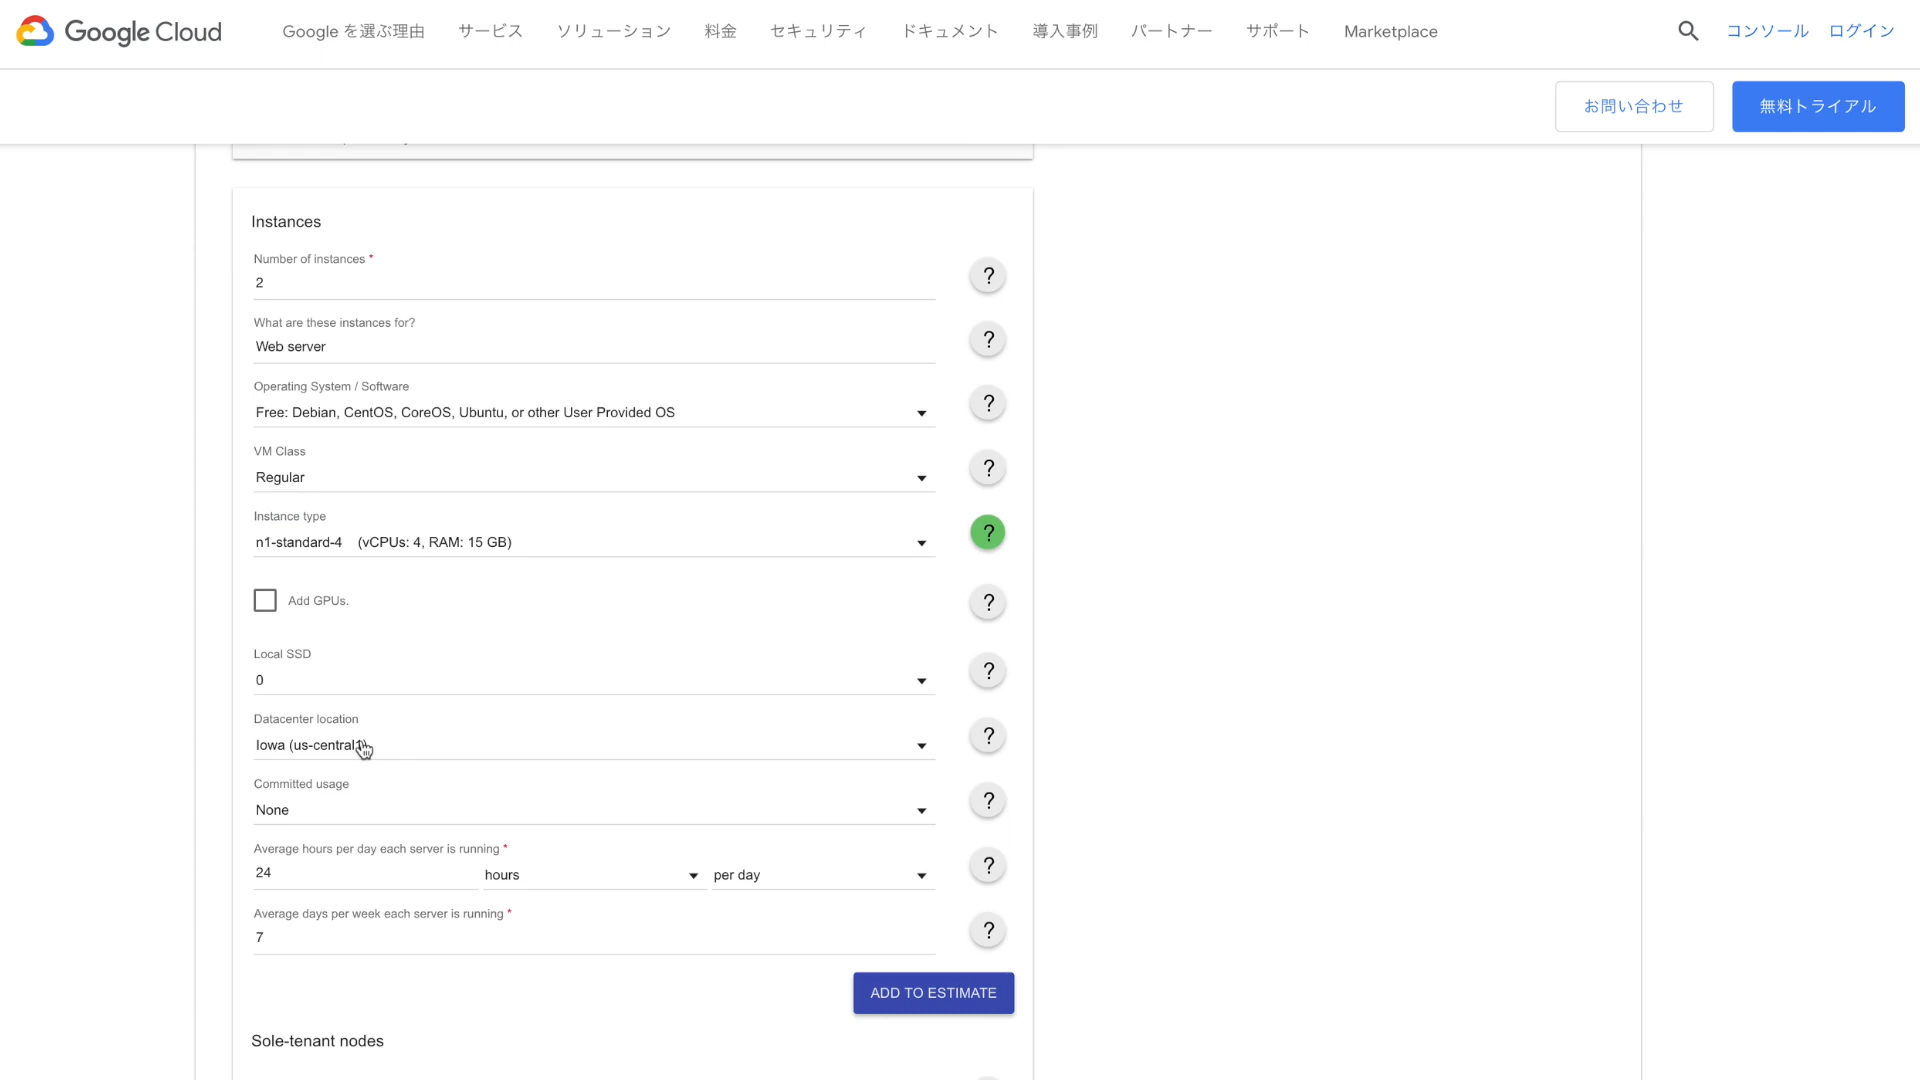 Google Cloud
Google を選ぶ理由 サービス ソリューション 料金 セキュリティ ドキュメント 導入事例 パートナー サポート Marketplace
コンソール ログイン
お問い合わせ 無料トライアル
Instances
Number of instances *
2
?
What are these instances for?
Web server
?
Operating System / Software
Free: Debian, CentOS, CoreOS, Ubuntu, or other User Provided OS
?
VM Class
Regular
?
Instance type
n1-standard-4 (vCPUs: 4, RAM: 15 GB)
?
Add GPUs.
?
Local SSD
0
?
Datacenter location
Iowa (us-central1)
?
Committed usage
None
?
Average hours per day each server is running *
24 hours per day
?
Average days per week each server is running *
7
?
ADD TO ESTIMATE
Sole-tenant nodes